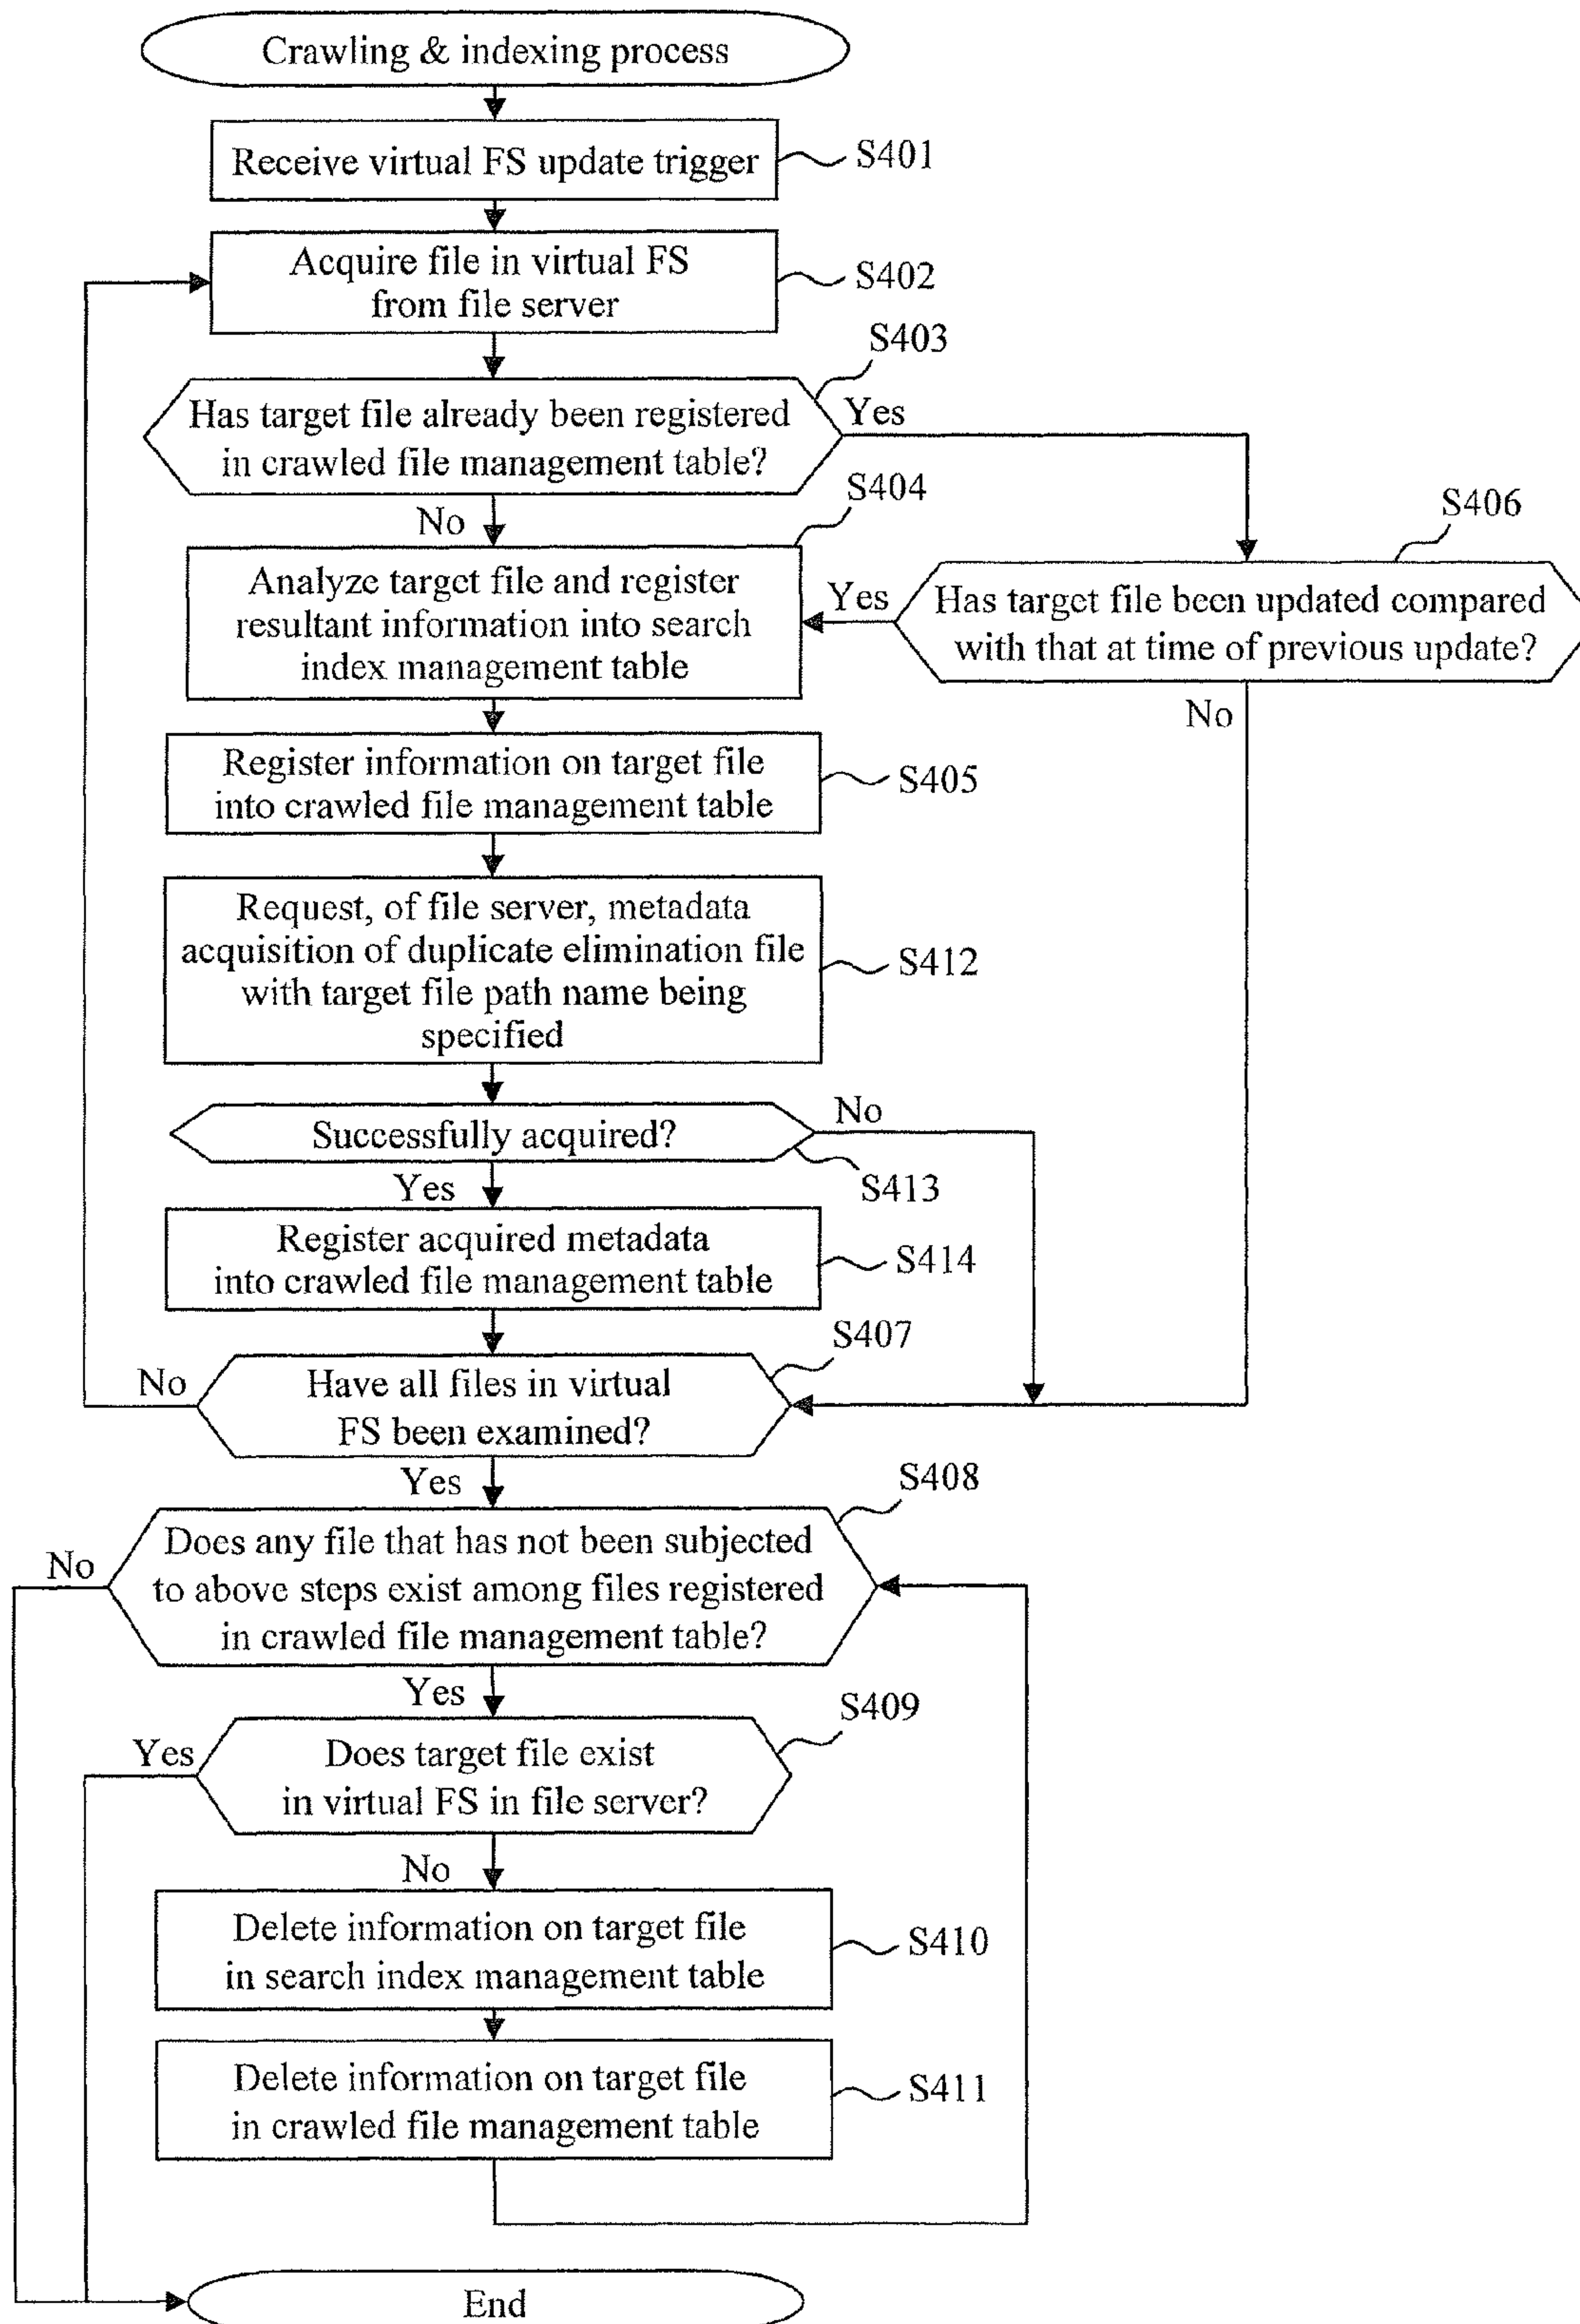 Crawling & indexing process
Receive virtual FS update trigger
S401
Acquire file in virtual FS
from file server
S402
S403
Has target file already been registered
in crawled file management table?
Yes
No
S404
Analyze target file and register
resultant information into search
index management table
S406
Has target file been updated compared
with that at time of previous update?
Yes
No
Register information on target file
into crawled file management table
S405
Request, of file server, metadata
acquisition of duplicate elimination file
with target file path name being
specified
S412
Successfully acquired?
No
S413
Yes
Register acquired metadata
into crawled file management table
S414
S407
Have all files in virtual
FS been examined?
No
Yes
S408
Does any file that has not been subjected
to above steps exist among files registered
in crawled file management table?
No
Yes
S409
Does target file exist
in virtual FS in file server?
Yes
No
Delete information on target file
in search index management table
S410
Delete information on target file
in crawled file management table
S411
End